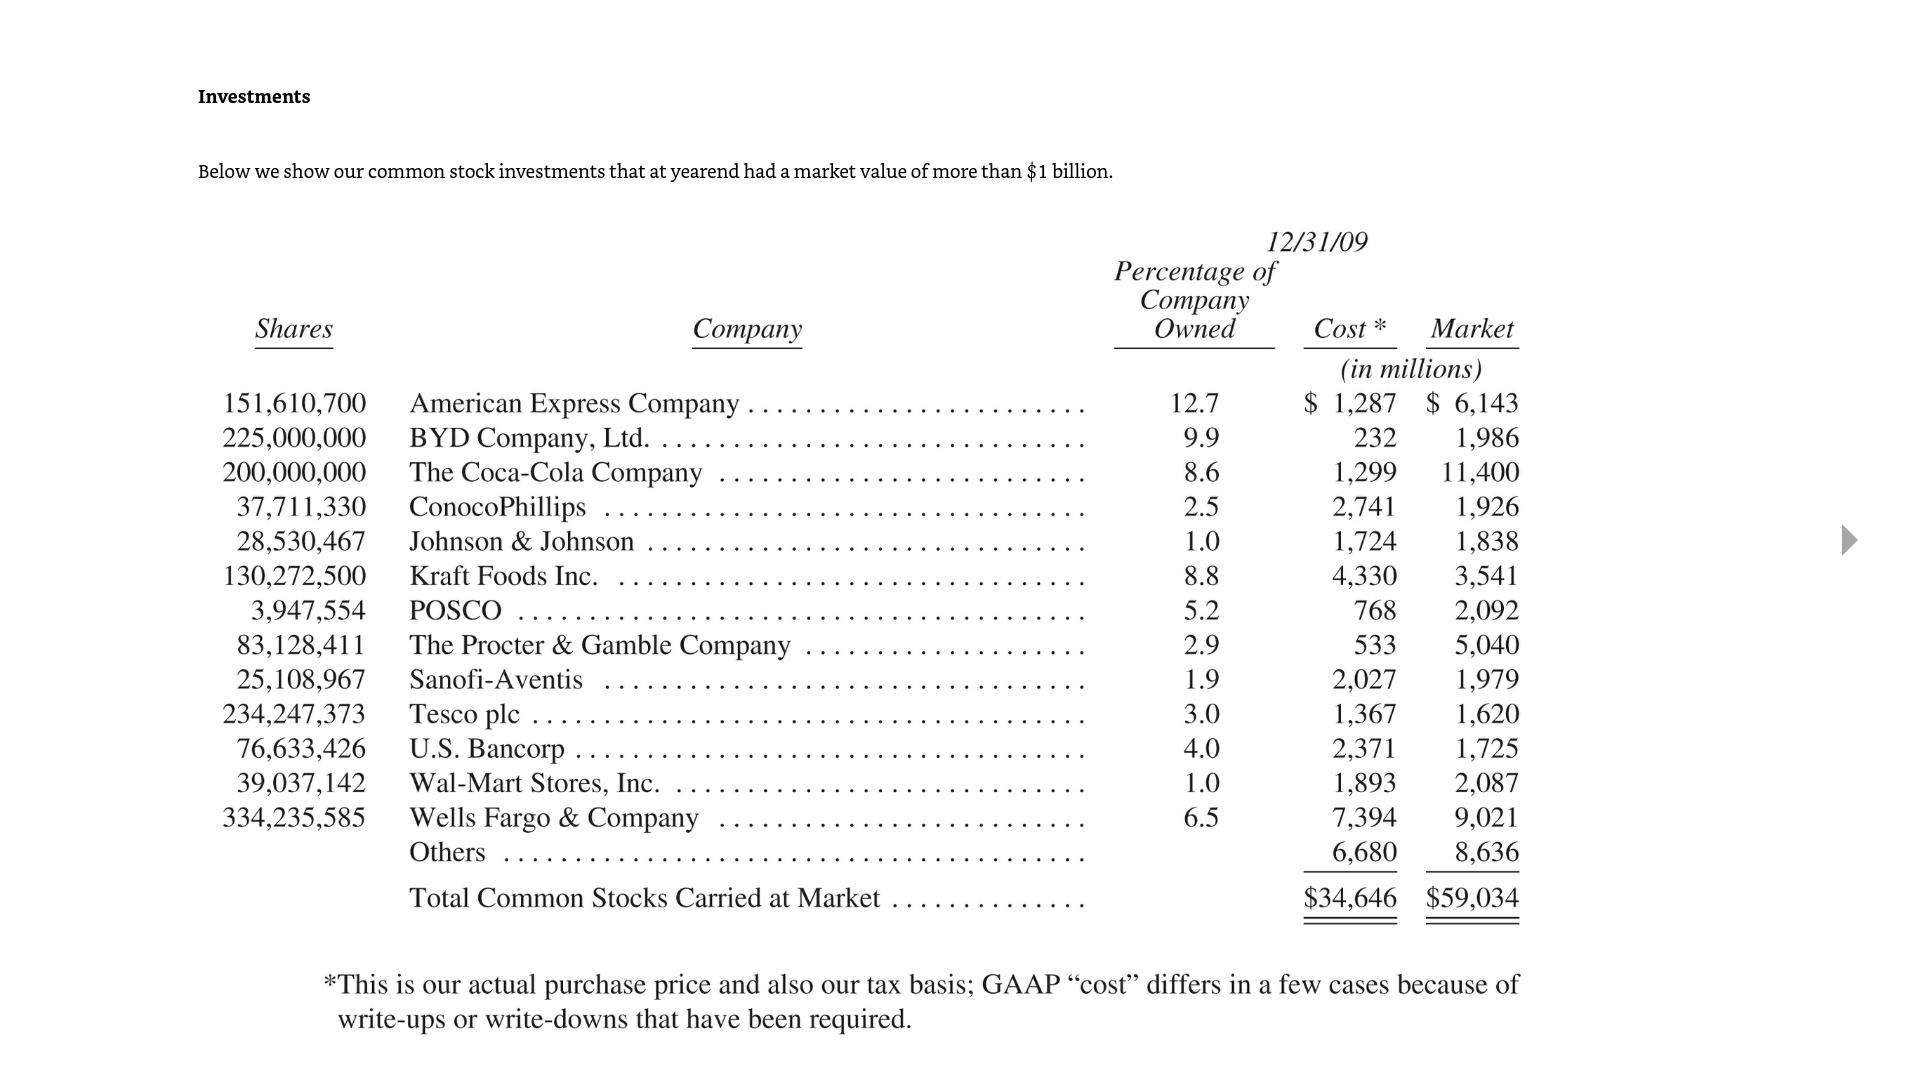 Investments
Below we show our common stock investments that at yearend had a market value of more than $1 billion.
12/31/09
Percentage of
Company
Shares Company Owned Cost * Market
(in millions)
151,610,700 American Express Company . . . . . . . . . . . . . . . . . . . . . . . . 12.7 $ 1,287 $ 6,143
225,000,000 BYD Company, Ltd. . . . . . . . . . . . . . . . . . . . . . . . . . . . . . . 9.9 232 1,986
200,000,000 The Coca-Cola Company . . . . . . . . . . . . . . . . . . . . . . . . . . 8.6 1,299 11,400
37,711,330 ConocoPhillips . . . . . . . . . . . . . . . . . . . . . . . . . . . . . . . . . . 2.5 2,741 1,926
28,530,467 Johnson & Johnson . . . . . . . . . . . . . . . . . . . . . . . . . . . . . . . 1.0 1,724 1,838
130,272,500 Kraft Foods Inc. . . . . . . . . . . . . . . . . . . . . . . . . . . . . . . . . . 8.8 4,330 3,541
3,947,554 POSCO . . . . . . . . . . . . . . . . . . . . . . . . . . . . . . . . . . . . . . . . 5.2 768 2,092
83,128,411 The Procter & Gamble Company . . . . . . . . . . . . . . . . . . . . 2.9 533 5,040
25,108,967 Sanofi-Aventis . . . . . . . . . . . . . . . . . . . . . . . . . . . . . . . . . . 1.9 2,027 1,979
234,247,373 Tesco plc . . . . . . . . . . . . . . . . . . . . . . . . . . . . . . . . . . . . . . . 3.0 1,367 1,620
76,633,426 U.S. Bancorp . . . . . . . . . . . . . . . . . . . . . . . . . . . . . . . . . . . . 4.0 2,371 1,725
39,037,142 Wal-Mart Stores, Inc. . . . . . . . . . . . . . . . . . . . . . . . . . . . . . 1.0 1,893 2,087
334,235,585 Wells Fargo & Company . . . . . . . . . . . . . . . . . . . . . . . . . . 6.5 7,394 9,021
Others . . . . . . . . . . . . . . . . . . . . . . . . . . . . . . . . . . . . . . . . . 6,680 8,636
Total Common Stocks Carried at Market . . . . . . . . . . . . . . $34,646 $59,034
*This is our actual purchase price and also our tax basis; GAAP “cost” differs in a few cases because of
write-ups or write-downs that have been required.